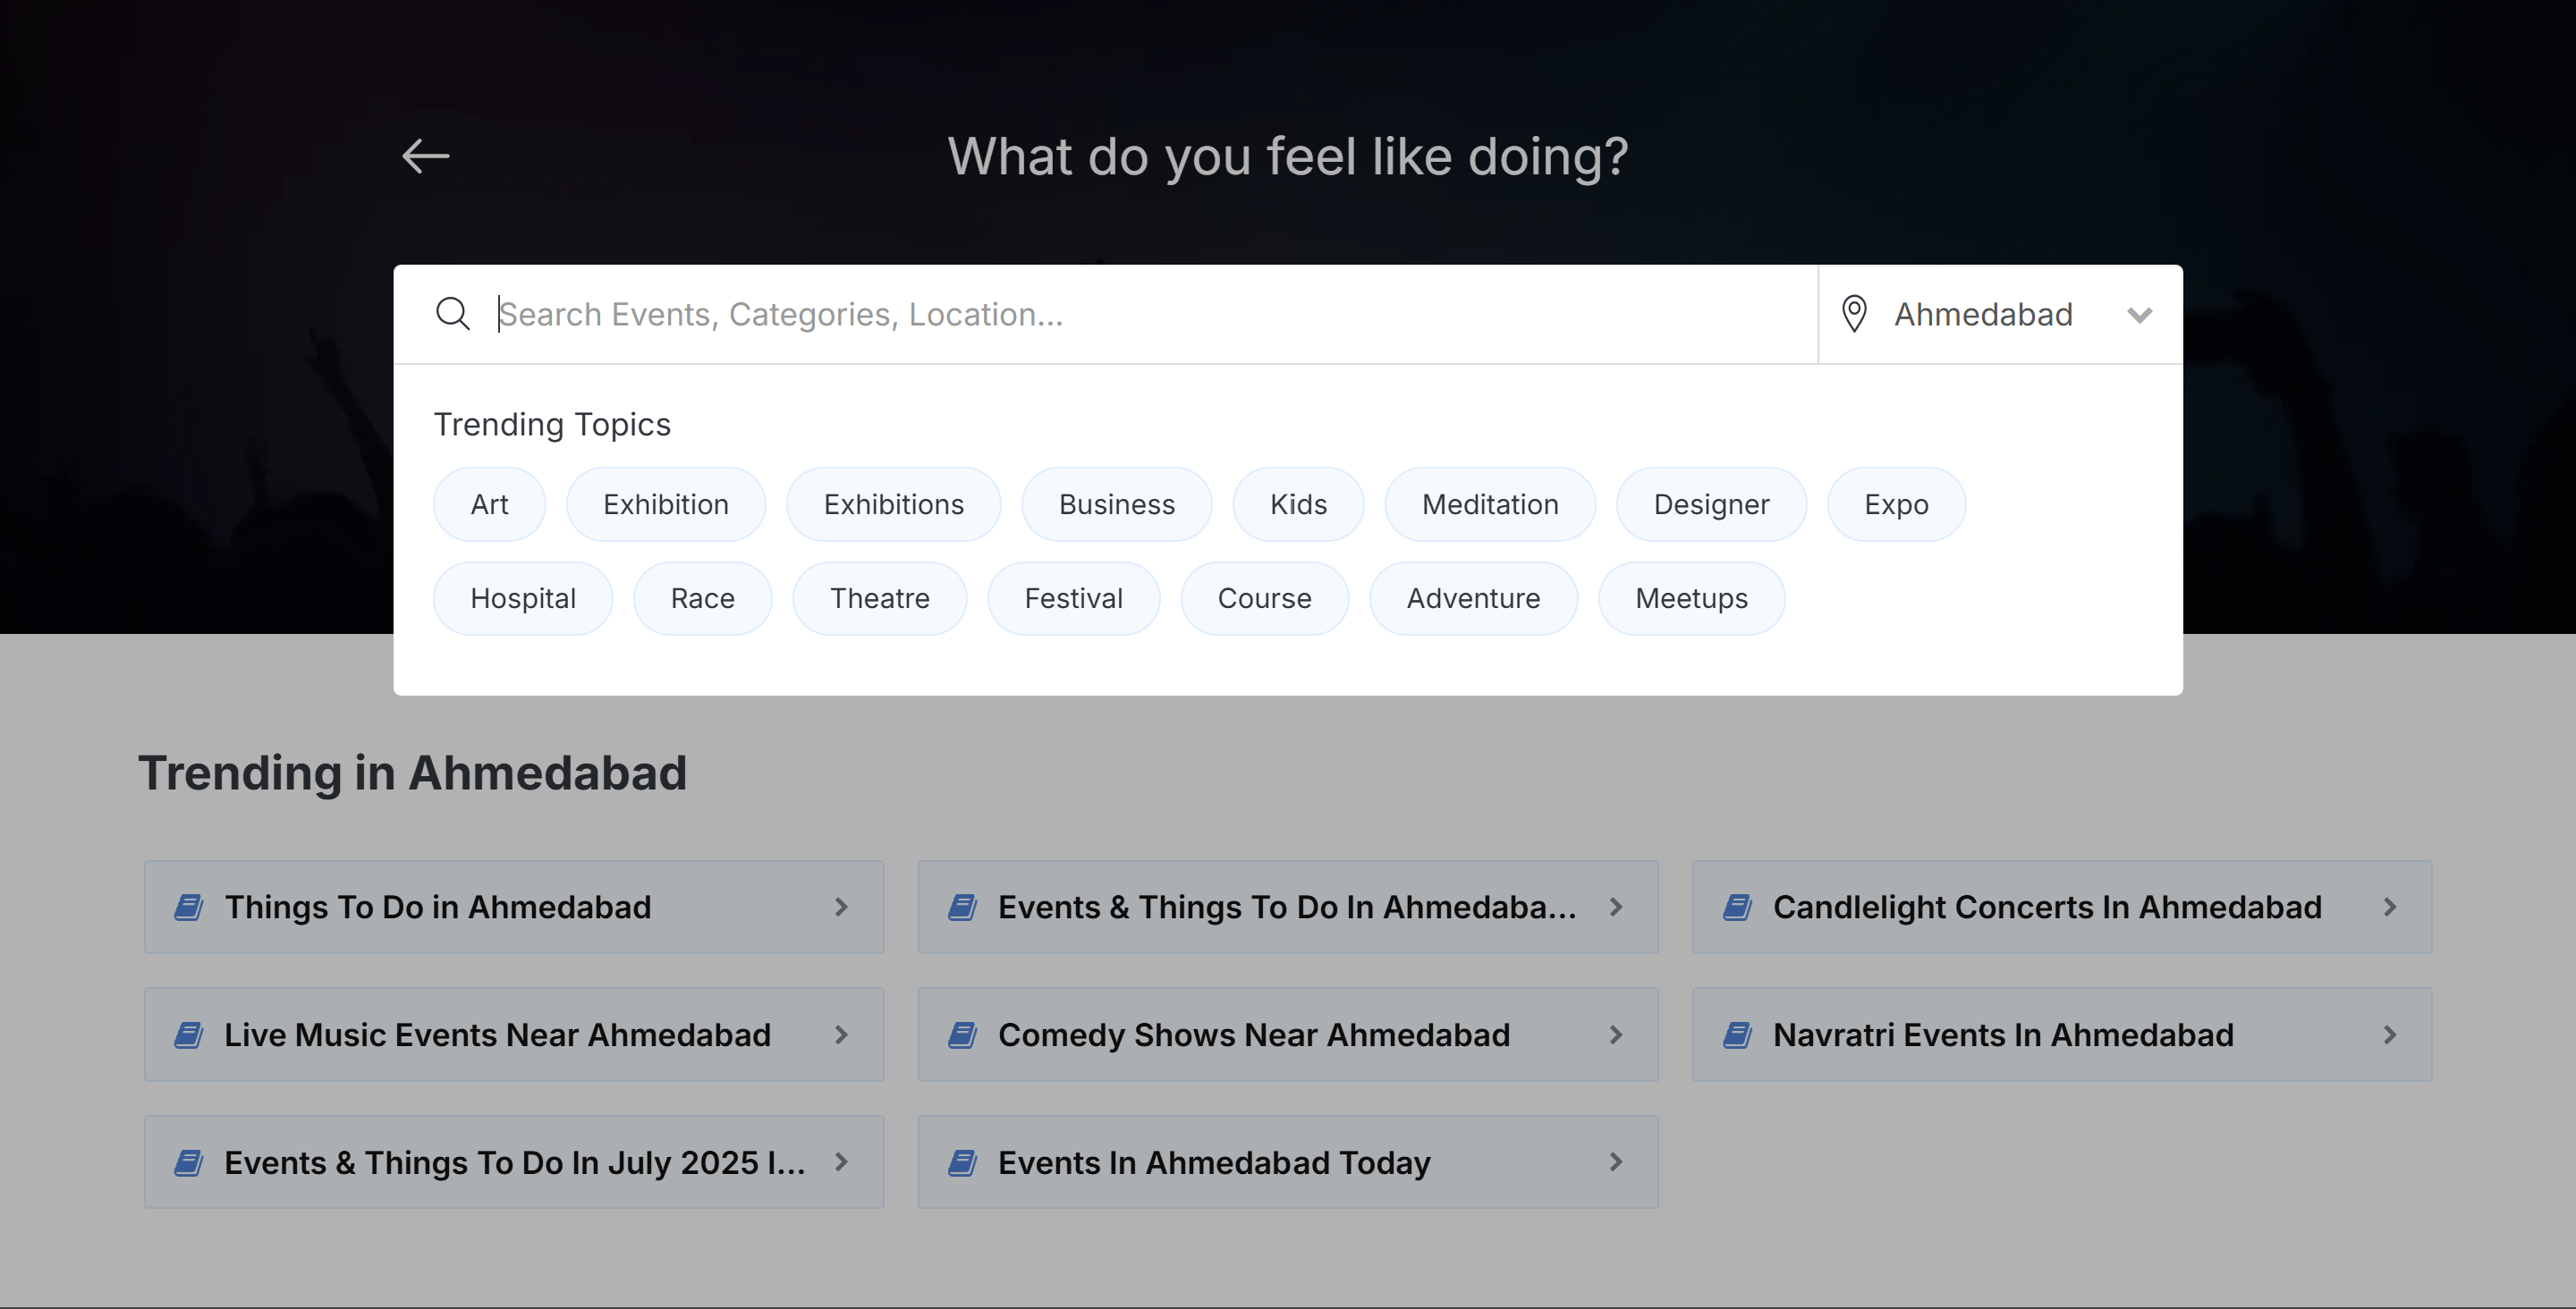 What do you feel like doing?
Search Events, Categories, Location...
Ahmedabad
Trending Topics
Art
Exhibition
Exhibitions
Business
Kids
Meditation
Designer
Expo
Hospital
Race
Theatre
Festival
Course
Adventure
Meetups
Trending in Ahmedabad
Things To Do in Ahmedabad
Events & Things To Do In Ahmedaba...
Candlelight Concerts In Ahmedabad
Live Music Events Near Ahmedabad
Comedy Shows Near Ahmedabad
Navratri Events In Ahmedabad
Events & Things To Do In July 2025 I...
Events In Ahmedabad Today